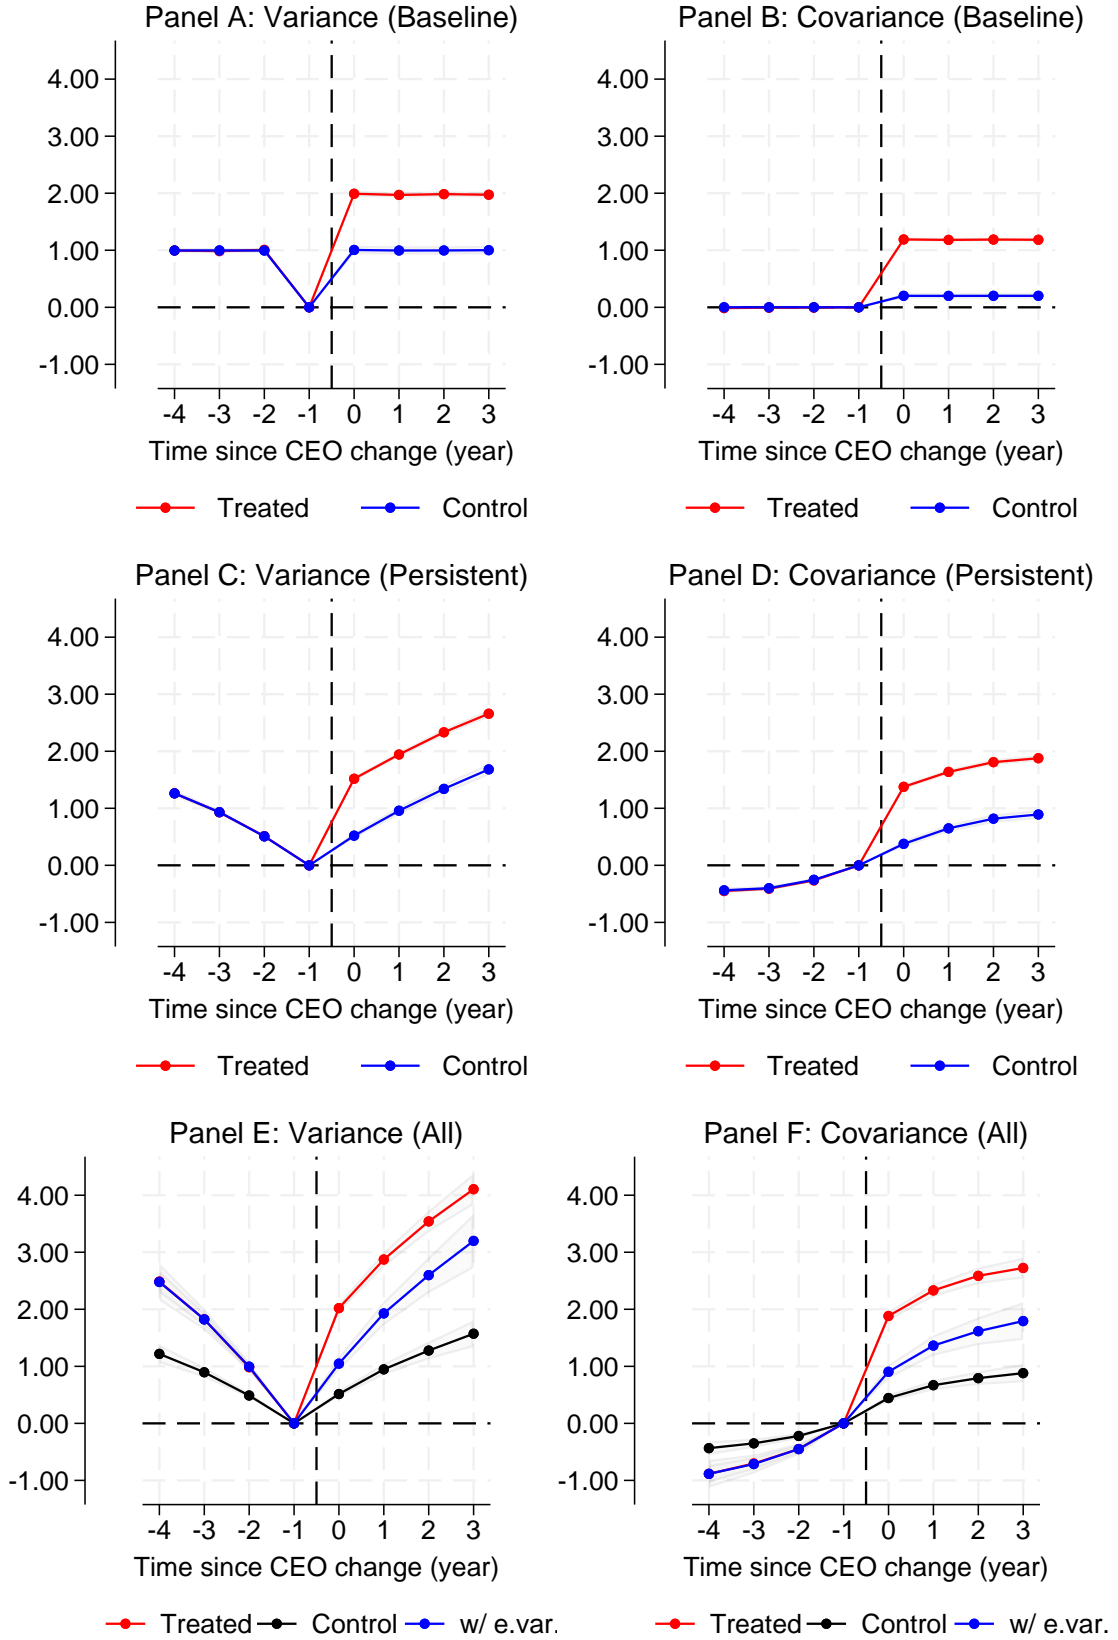 Panel A: Variance (Baseline)
4.00
3.00
2.00
1.00
0.00
-1.00
-4 -3 -2 -1 0 1 2 3
Time since CEO change (year)
Treated Control
Panel B: Covariance (Baseline)
4.00
3.00
2.00
1.00
0.00
-1.00
-4 -3 -2 -1 0 1 2 3
Time since CEO change (year)
Treated Control
Panel C: Variance (Persistent)
4.00
3.00
2.00
1.00
0.00
-1.00
-4 -3 -2 -1 0 1 2 3
Time since CEO change (year)
Treated Control
Panel D: Covariance (Persistent)
4.00
3.00
2.00
1.00
0.00
-1.00
-4 -3 -2 -1 0 1 2 3
Time since CEO change (year)
Treated Control
Panel E: Variance (All)
4.00
3.00
2.00
1.00
0.00
-1.00
-4 -3 -2 -1 0 1 2 3
Time since CEO change (year)
Treated Control w/ e.var.
Panel F: Covariance (All)
4.00
3.00
2.00
1.00
0.00
-1.00
-4 -3 -2 -1 0 1 2 3
Time since CEO change (year)
Treated Control w/ e.var.